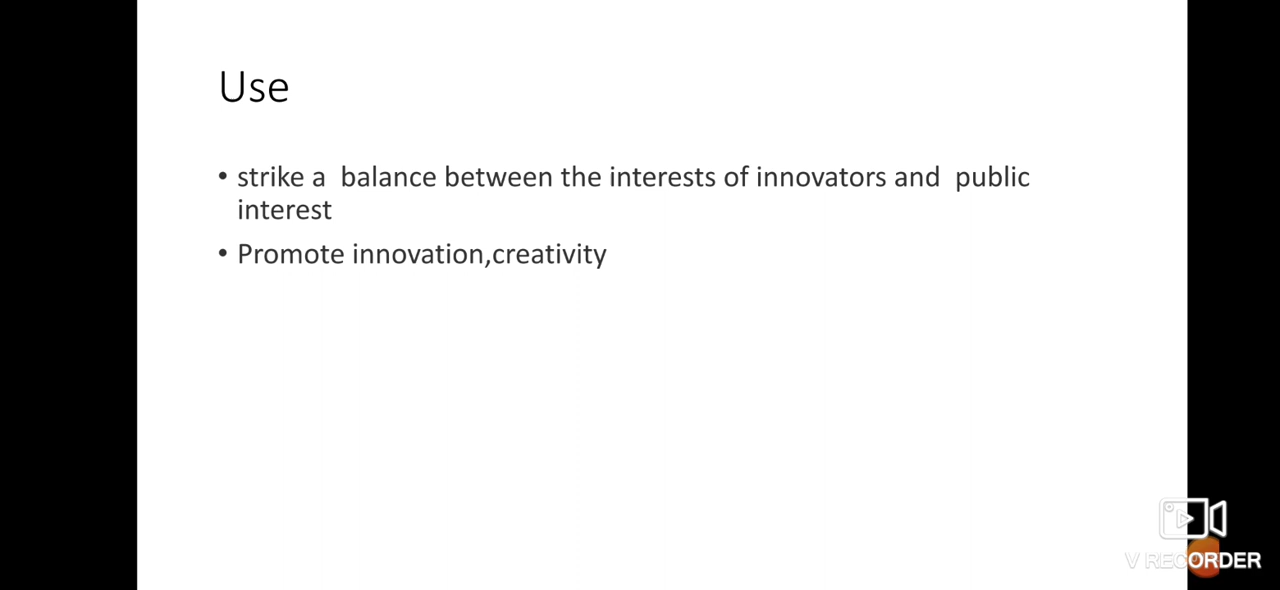 Use
• strike a  balance between the interests of innovators and  public
interest
• Promote innovation,creativity
V RECORDER